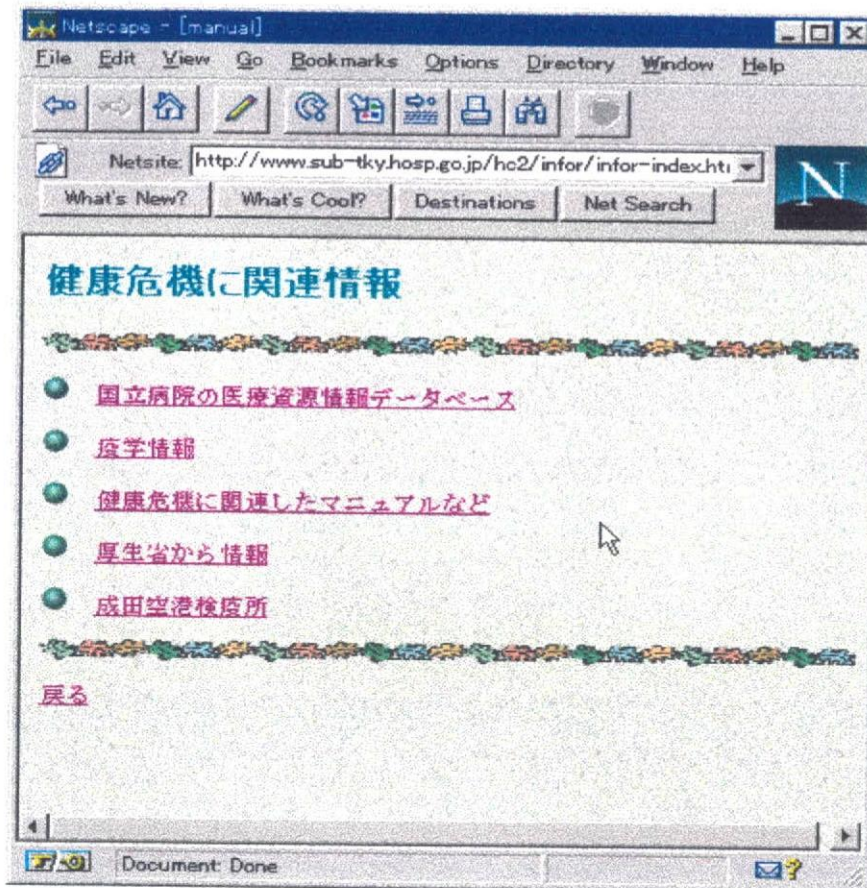 Netscape - [manual]
File Edit View Go Bookmarks Options Directory Window Help
Netsite: http://www.sub-tky.hosp.go.jp/hc2/infor/infor-index.ht
What's New? What's Cool? Destinations Net Search
N
健康危機に関連情報
国立病院の医療資源情報データベース
疫学情報
健康危機に関連したマニュアルなど
厚生省から情報
成田空港検疫所
戻る
Document: Done